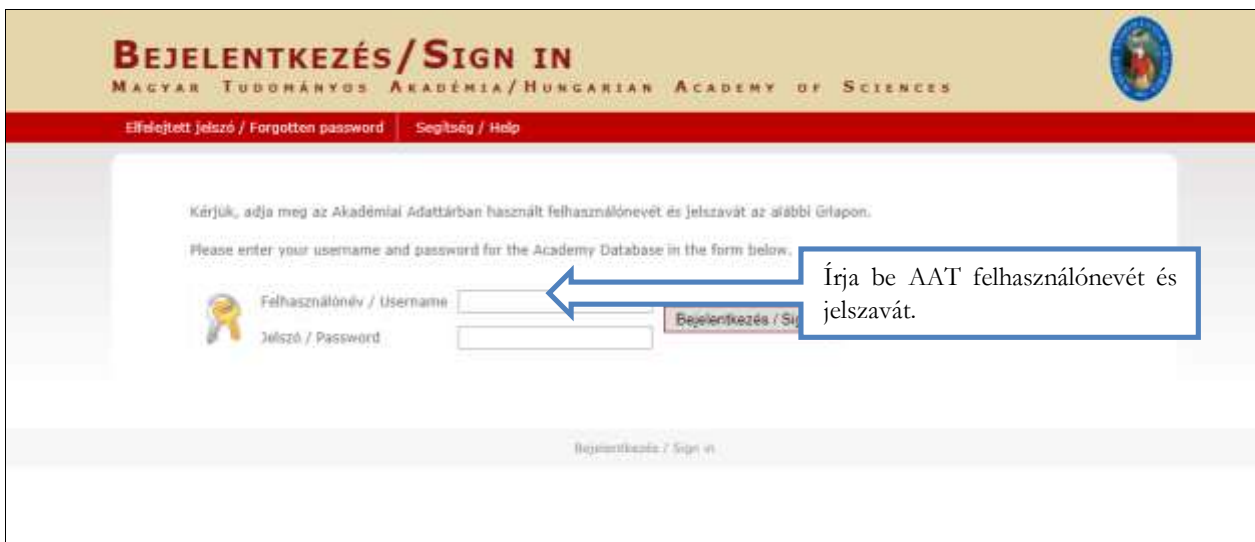 BEJELENTKEZÉS/SIGN IN
MAGYAR TUDOMÁNYOS AKADÉMIA/HUNGARIAN ACADEMY OF SCIENCES
Elfelejtett jelszó / Forgotten password Segítség / Help
Kérjük, adja meg az Akadémiai Adattárban használt felhasználónevét és jelszavát az alábbi űrlapon.
Please enter your username and password for the Academy Database in the form below.
Írja be AAT felhasználónevét és
jelszavát.
Felhasználónév / Username
Bejelentkezés / Si
Jelszó / Password
Bejelentkezés / Sign in